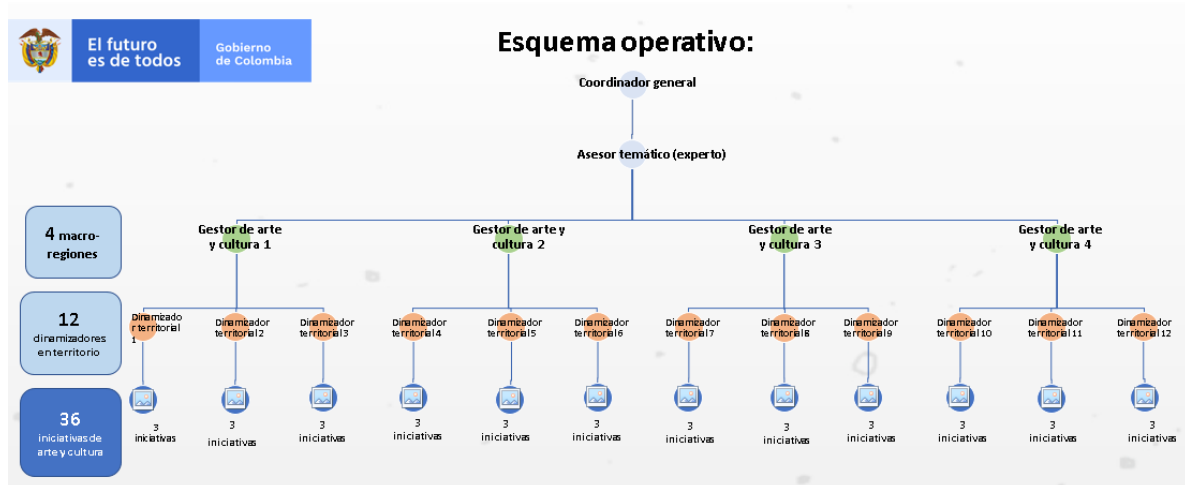 El futuro
es de todos
Gobierno
de Colombia
Esquema operativo:
Coordinador general
Asesor temático (experto)
4 macro-
regiones
Gestor de arte
y cultura 1
Gestor de arte y
cultura 2
Gestor de arte
y cultura 3
Gestor de arte
y cultura 4
12
dinamizadores
en territorio
Dinamizado
r territorial
1
Dinamizador
territorial 2
Dinamizador
territorial 3
Dinamizador
territorial 4
Dinamizador
territorial 5
Dinamizador
territorial 6
Dinamizador
territorial 7
Dinamizador
territorial 8
Dinamizador
territorial 9
Dinamizador
territorial 10
Dinamizador
territorial 11
Dinamizador
territorial 12
36
iniciativas de
arte y cultura
3
iniciativas
3
iniciativas
3
iniciativas
3
iniciativas
3
iniciativas
3
iniciativas
3
iniciativas
3
iniciativas
3
iniciativas
3
iniciativas
3
iniciativas
3
iniciativas